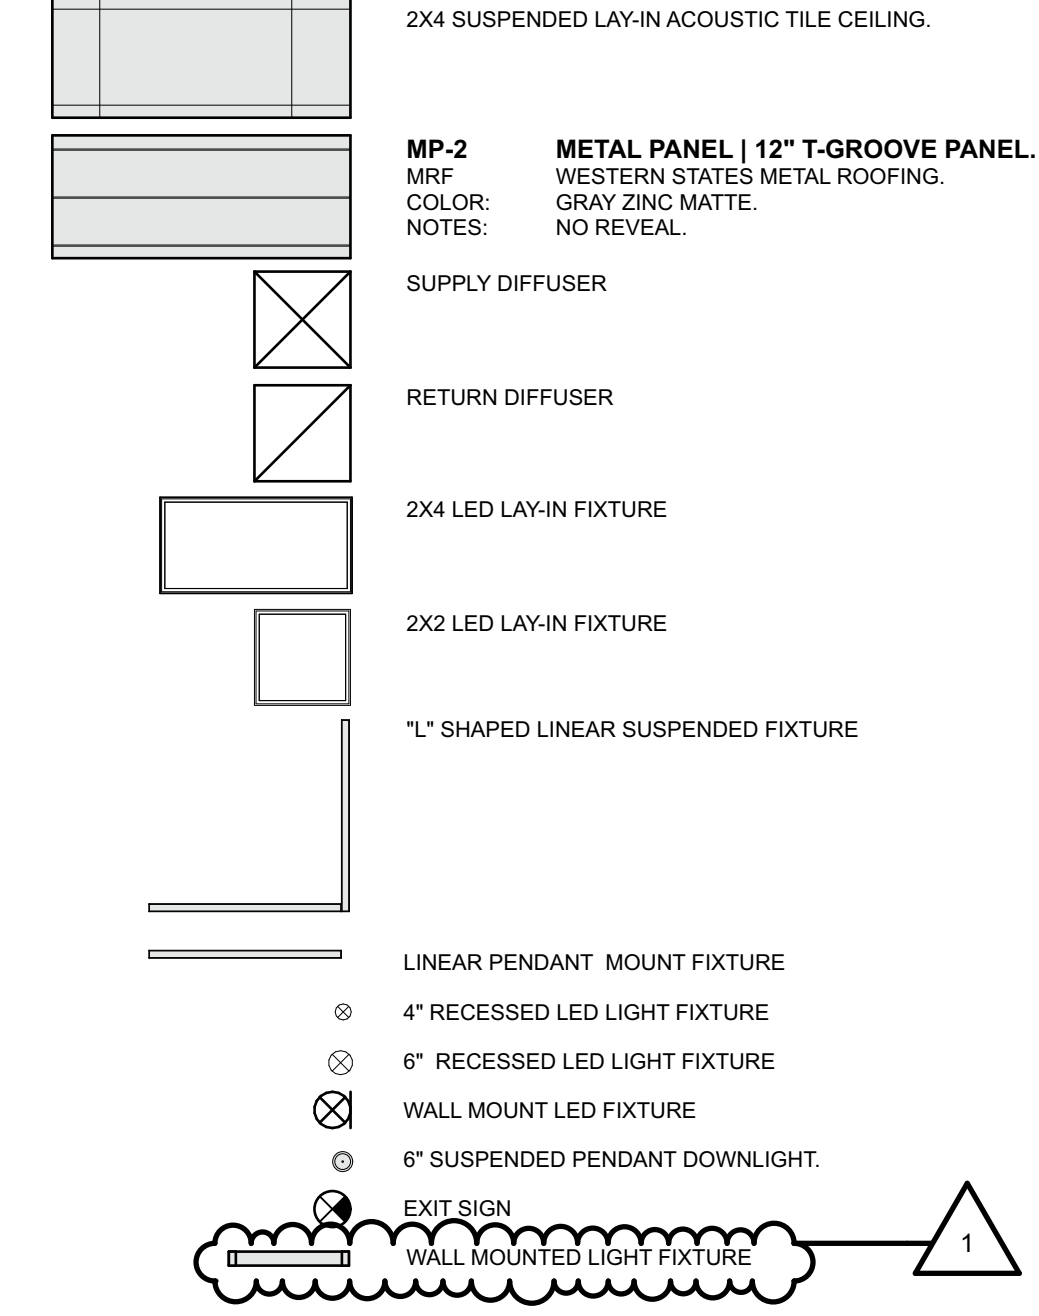 2X4 SUSPENDED LAY-IN ACOUSTIC TILE CEILING.
MP-2 METAL PANEL | 12" T-GROOVE PANEL.
MRF WESTERN STATES METAL ROOFING.
COLOR: GRAY ZINC MATTE.
NOTES: NO REVEAL.
SUPPLY DIFFUSER
RETURN DIFFUSER
2X4 LED LAY-IN FIXTURE
2X2 LED LAY-IN FIXTURE
"L" SHAPED LINEAR SUSPENDED FIXTURE
LINEAR PENDANT  MOUNT FIXTURE
4" RECESSED LED LIGHT FIXTURE
6"  RECESSED LED LIGHT FIXTURE
WALL MOUNT LED FIXTURE
6" SUSPENDED PENDANT DOWNLIGHT.
EXIT SIGN
WALL MOUNTED LIGHT FIXTURE
1